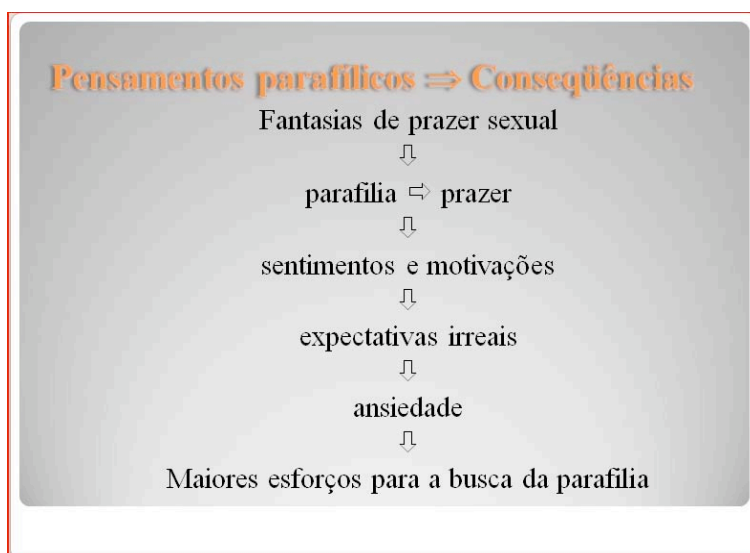 Pensamentos parafílicos ⇒ Conseqüências
Fantasias de prazer sexual
⇩
parafilia ⇨ prazer
⇩
sentimentos e motivações
⇩
expectativas irreais
⇩
ansiedade
⇩
Maiores esforços para a busca da parafilia